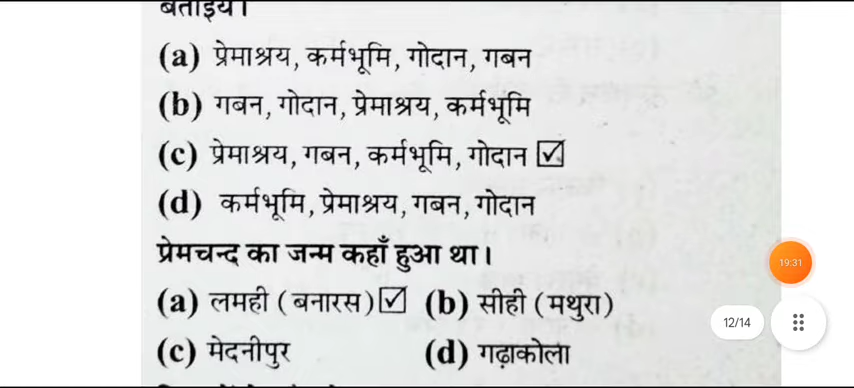 बताइये।
(a) प्रेमाश्रय, कर्मभूमि, गोदान, गबन
(b) गबन, गोदान, प्रेमाश्रय, कर्मभूमि
(c) प्रेमाश्रय, गबन, कर्मभूमि, गोदान
(d) कर्मभूमि, प्रेमाश्रय, गबन, गोदान
प्रेमचन्द का जन्म कहाँ हुआ था।
19:31
(a) लमही (बनारस) (b) सीही (मथुरा)
12/14
(c) मेदनीपुर (d) गढ़ाकोला